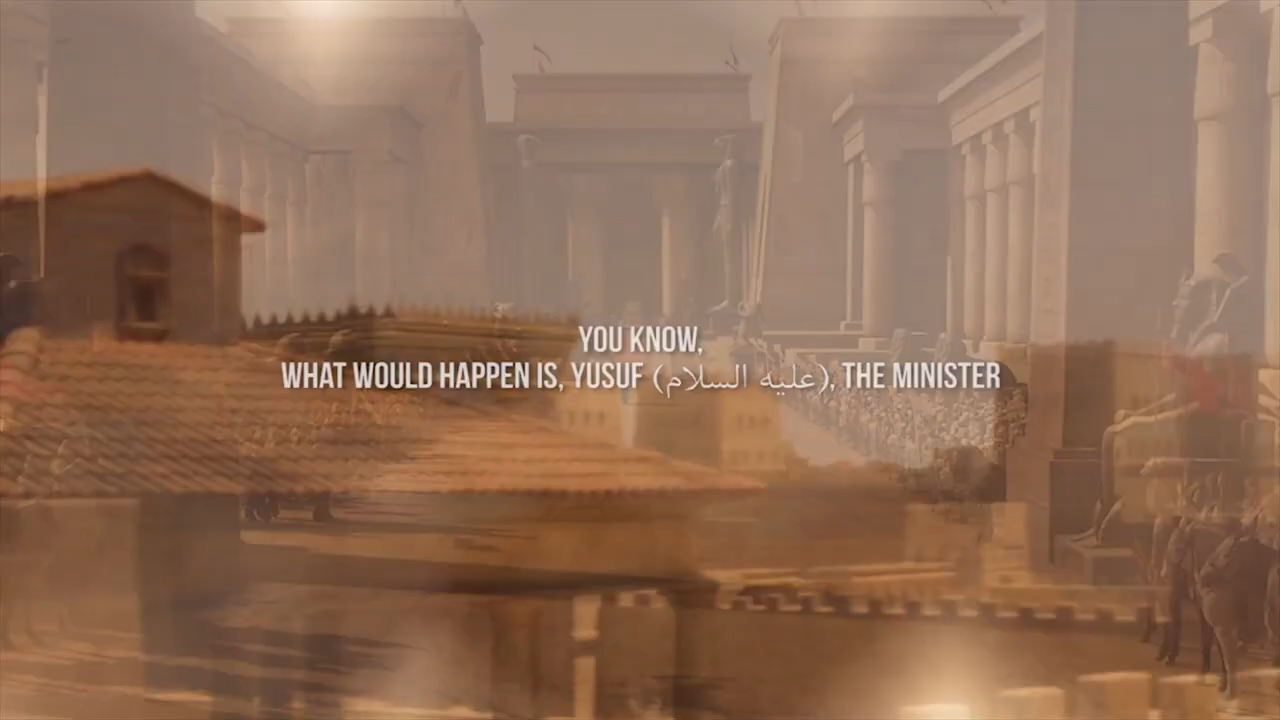 YOU KNOW,
WHAT WOULD HAPPEN IS, YUSUF (عليه السلام), THE MINISTER